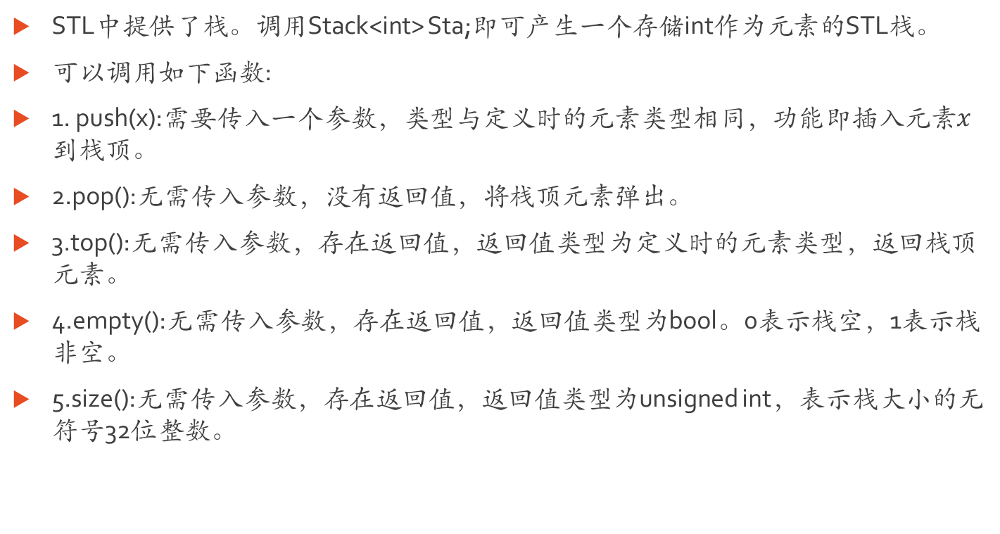 STL中提供了栈。调用Stack<int> Sta;即可产生一个存储int作为元素的STL栈。
可以调用如下函数:
1. push(x):需要传入一个参数，类型与定义时的元素类型相同，功能即插入元素x
到栈顶。
2.pop():无需传入参数，没有返回值，将栈顶元素弹出。
3.top():无需传入参数，存在返回值，返回值类型为定义时的元素类型，返回栈顶
元素。
4.empty():无需传入参数，存在返回值，返回值类型为bool。0表示栈空，1表示栈
非空。
5.size():无需传入参数，存在返回值，返回值类型为unsigned int，表示栈大小的无
符号32位整数。